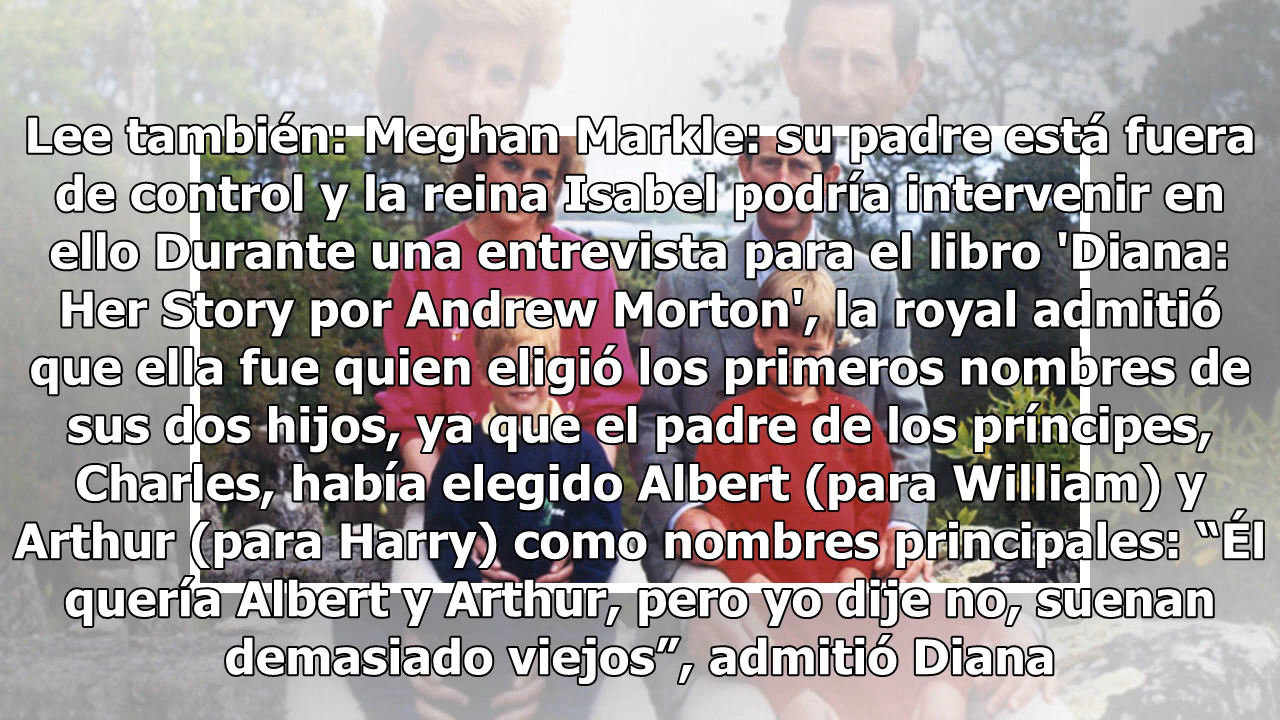 Lee también: Meghan Markle: su padre está fuera
de control y la reina Isabel podría intervenir en
ello Durante una entrevista para el libro 'Diana:
Her Story por Andrew Morton', la royal admitió
que ella fue quien eligió los primeros nombres de
sus dos hijos, ya que el padre de los príncipes,
Charles, había elegido Albert (para William) y
Arthur (para Harry) como nombres principales: “Él
quería Albert y Arthur, pero yo dije no, suenan
demasiado viejos”, admitió Diana